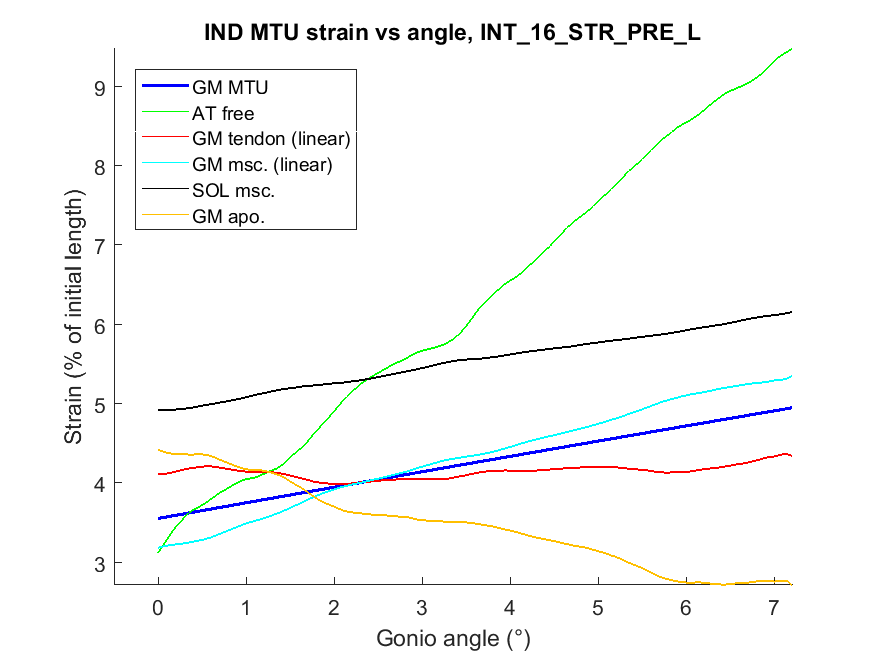 IND MTU strain vs angle, INT_16_STR_PRE_L
GM MTU
AT free
GM tendon (linear)
GM msc. (linear)
SOL msc.
GM apo.
Strain (% of initial length)
9
8
7
6
5
4
3
0 1 2 3 4 5 6 7
Gonio angle (°)